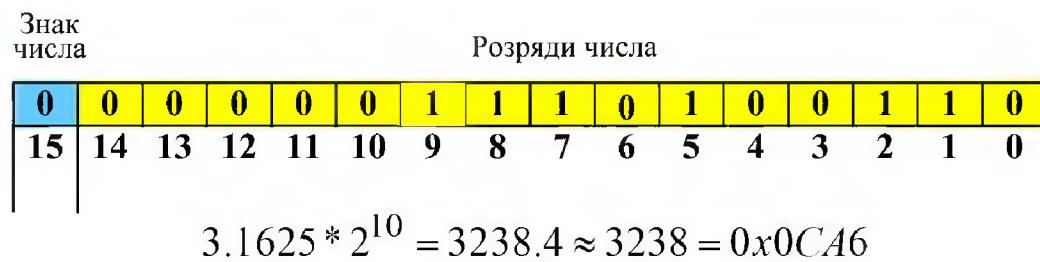 Знак
числа
Розряди числа
0 0 0 0 0 0 1 1 1 0 1 0 0 1 1 0
15 14 13 12 11 10 9 8 7 6 5 4 3 2 1 0
3.1625 * 2^10 = 3238.4 ≈ 3238 = 0x0CA6